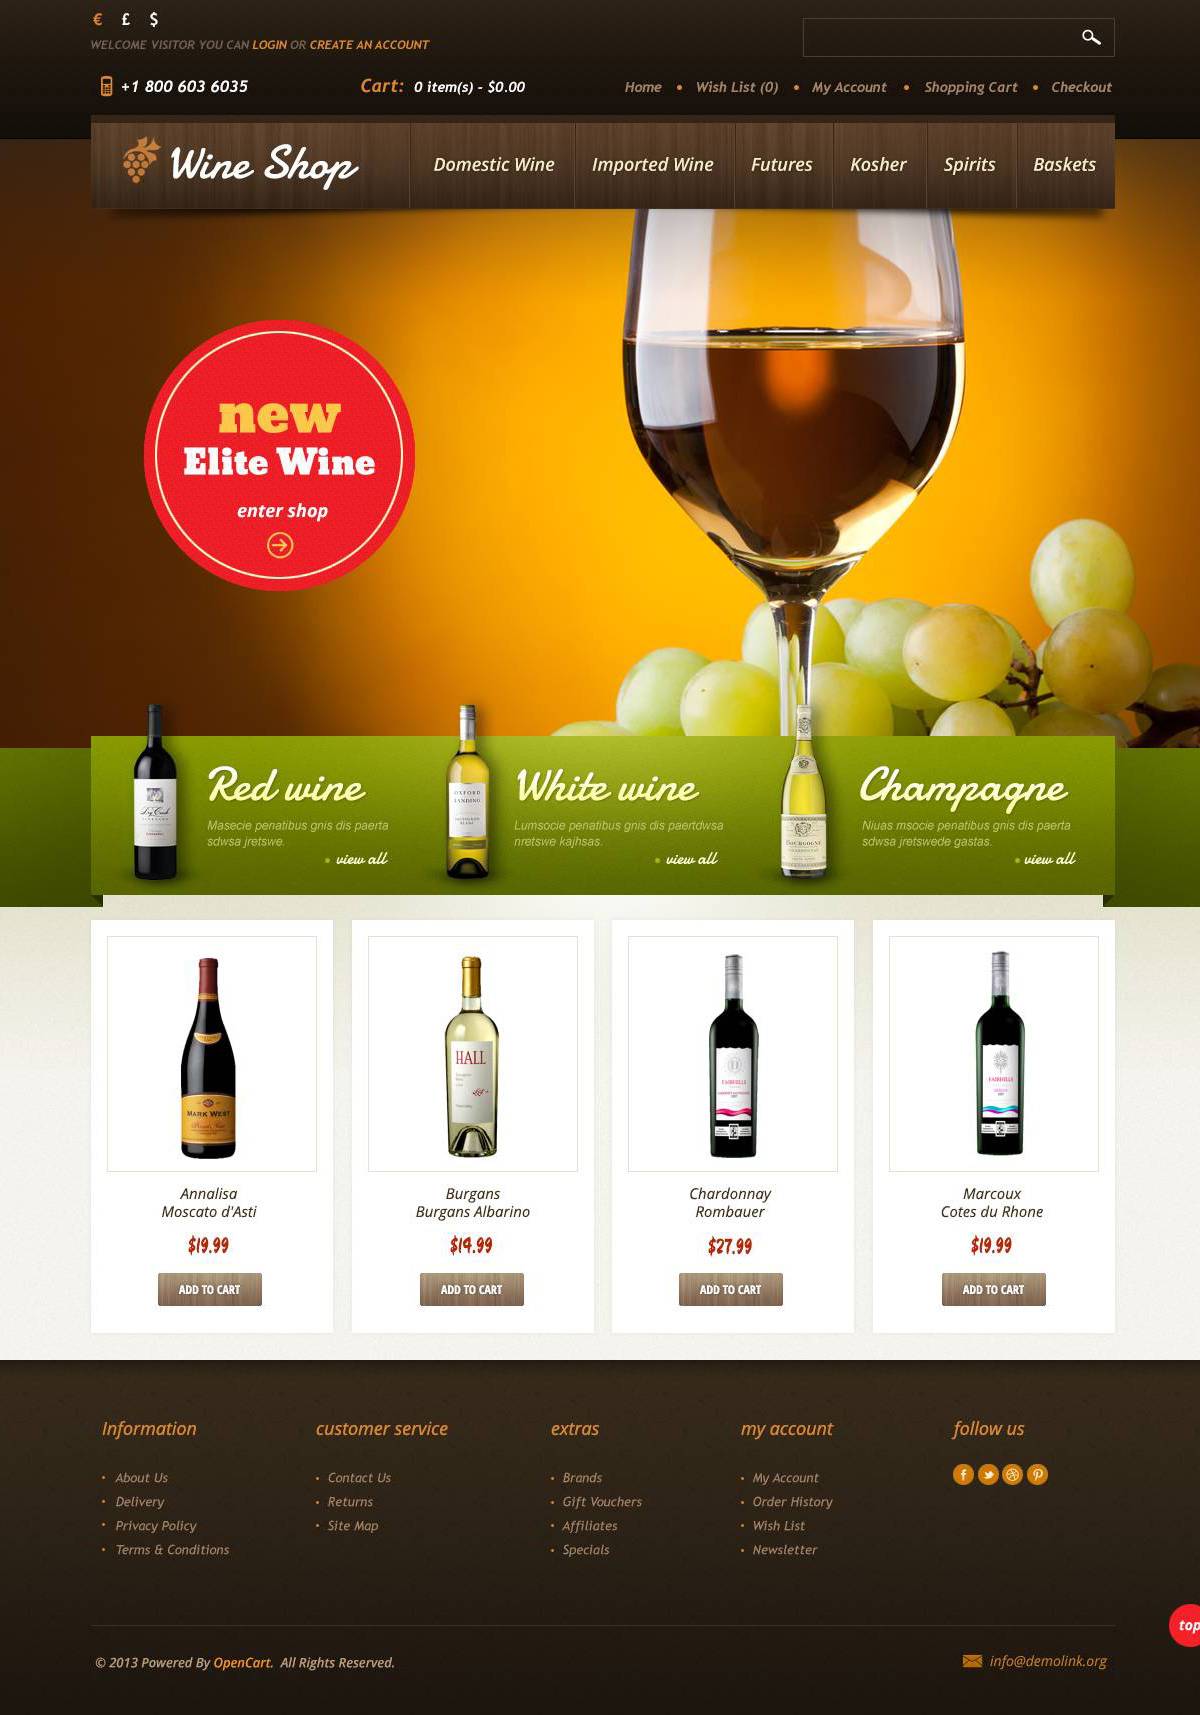 € £ $
WELCOME VISITOR YOU CAN LOGIN OR CREATE AN ACCOUNT
+1 800 603 6035
Cart: 0 item(s) - $0.00
Home • Wish List (0) • My Account • Shopping Cart • Checkout
Wine Shop
Domestic Wine Imported Wine Futures Kosher Spirits Baskets
new
Elite Wine
enter shop
Red wine
Masecie penatibus gnis dis paerta
sdwsa jretswe.
• view all
OXFORD
LANDING
White wine
Lumsocie penatibus gnis dis paertdwsa
nretswe kajhsas.
• view all
BOURGOGNE
Champagne
Niuas msocie penatibus gnis dis paerta
sdwsa jretswede gastas.
• view all
MARK WEST
HALL
FAIRHILLS
FAIRHILLS
Annalisa
Moscato d'Asti
$19.99
ADD TO CART
Burgans
Burgans Albarino
$14.99
ADD TO CART
Chardonnay
Rombauer
$27.99
ADD TO CART
Marcoux
Cotes du Rhone
$19.99
ADD TO CART
Information
• About Us
• Delivery
• Privacy Policy
• Terms & Conditions
customer service
• Contact Us
• Returns
• Site Map
extras
• Brands
• Gift Vouchers
• Affiliates
• Specials
my account
• My Account
• Order History
• Wish List
• Newsletter
follow us
top
© 2013 Powered By OpenCart. All Rights Reserved.
info@demolink.org